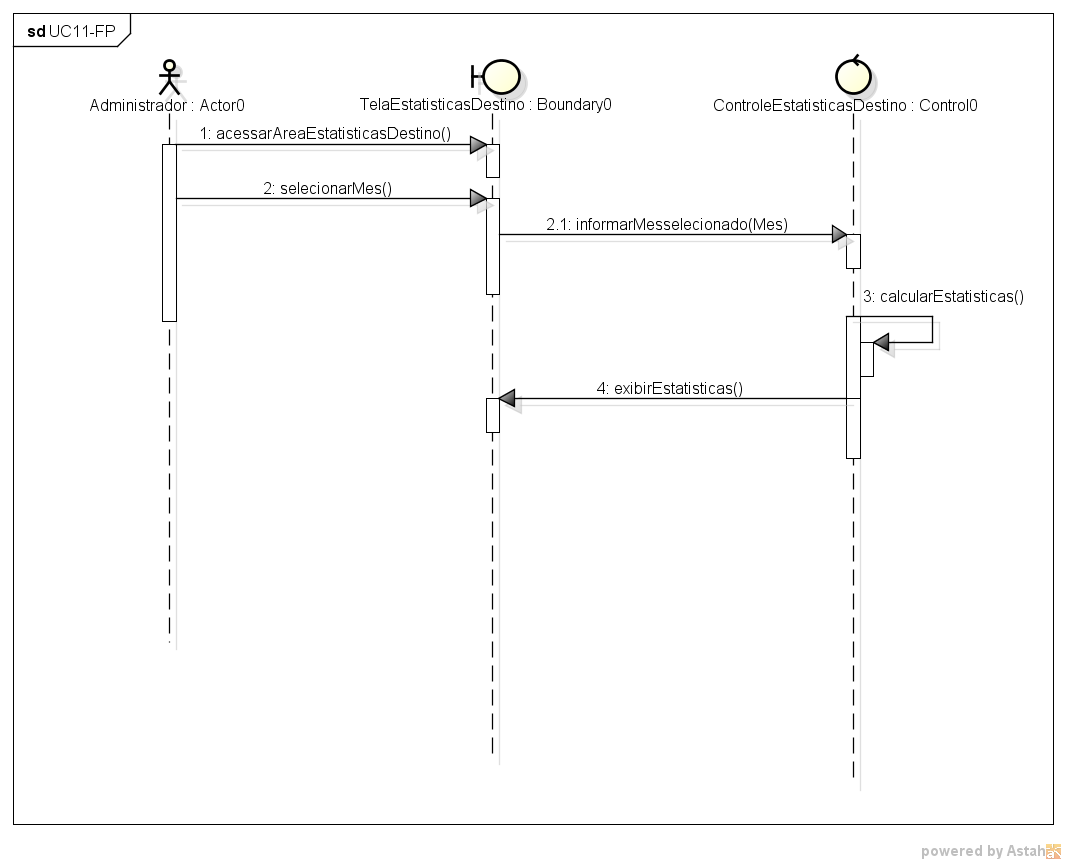 sd UC11-FP
Administrador : Actor0
TelaEstatisticasDestino : Boundary0
ControleEstatisticasDestino : Control0
1: acessarAreaEstatisticasDestino()
2: selecionarMes()
2.1: informarMesselecionado(Mes)
3: calcularEstatisticas()
4: exibirEstatisticas()
powered by Astah